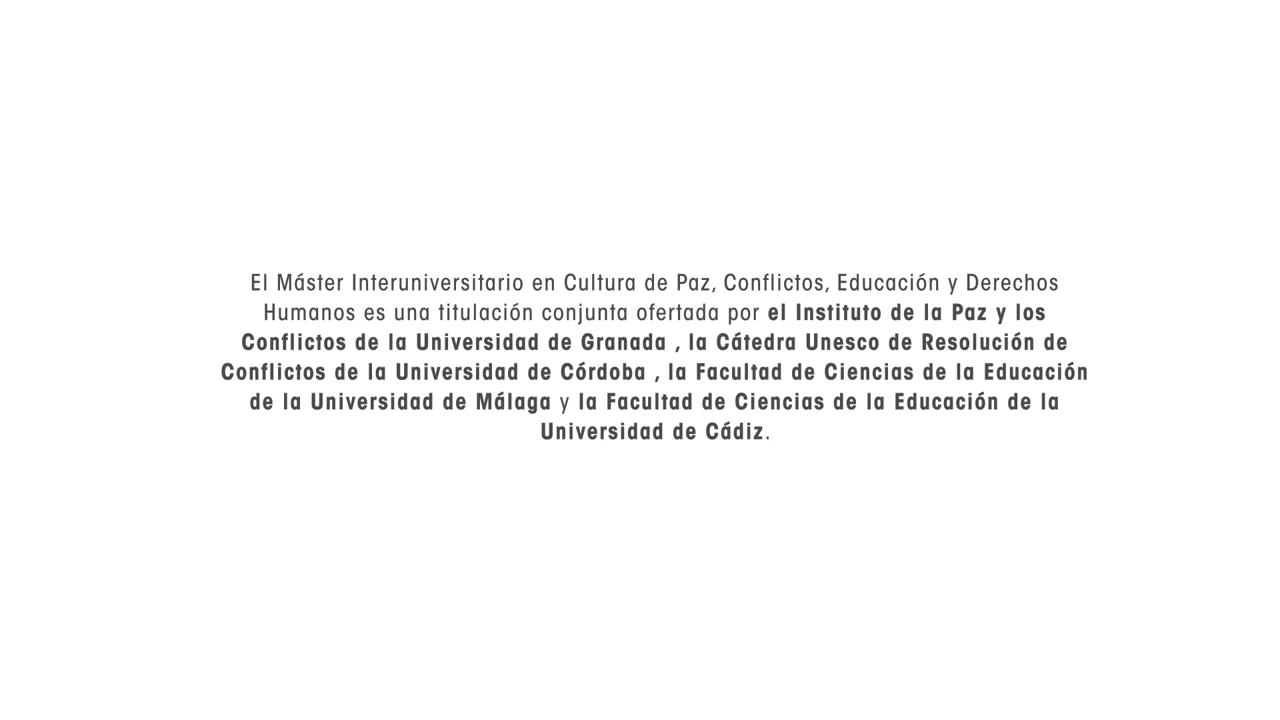 El Máster Interuniversitario en Cultura de Paz, Conflictos, Educación y Derechos
Humanos es una titulación conjunta ofertada por el Instituto de la Paz y los
Conflictos de la Universidad de Granada , la Cátedra Unesco de Resolución de
Conflictos de la Universidad de Córdoba , la Facultad de Ciencias de la Educación
de la Universidad de Málaga y la Facultad de Ciencias de la Educación de la
Universidad de Cádiz.